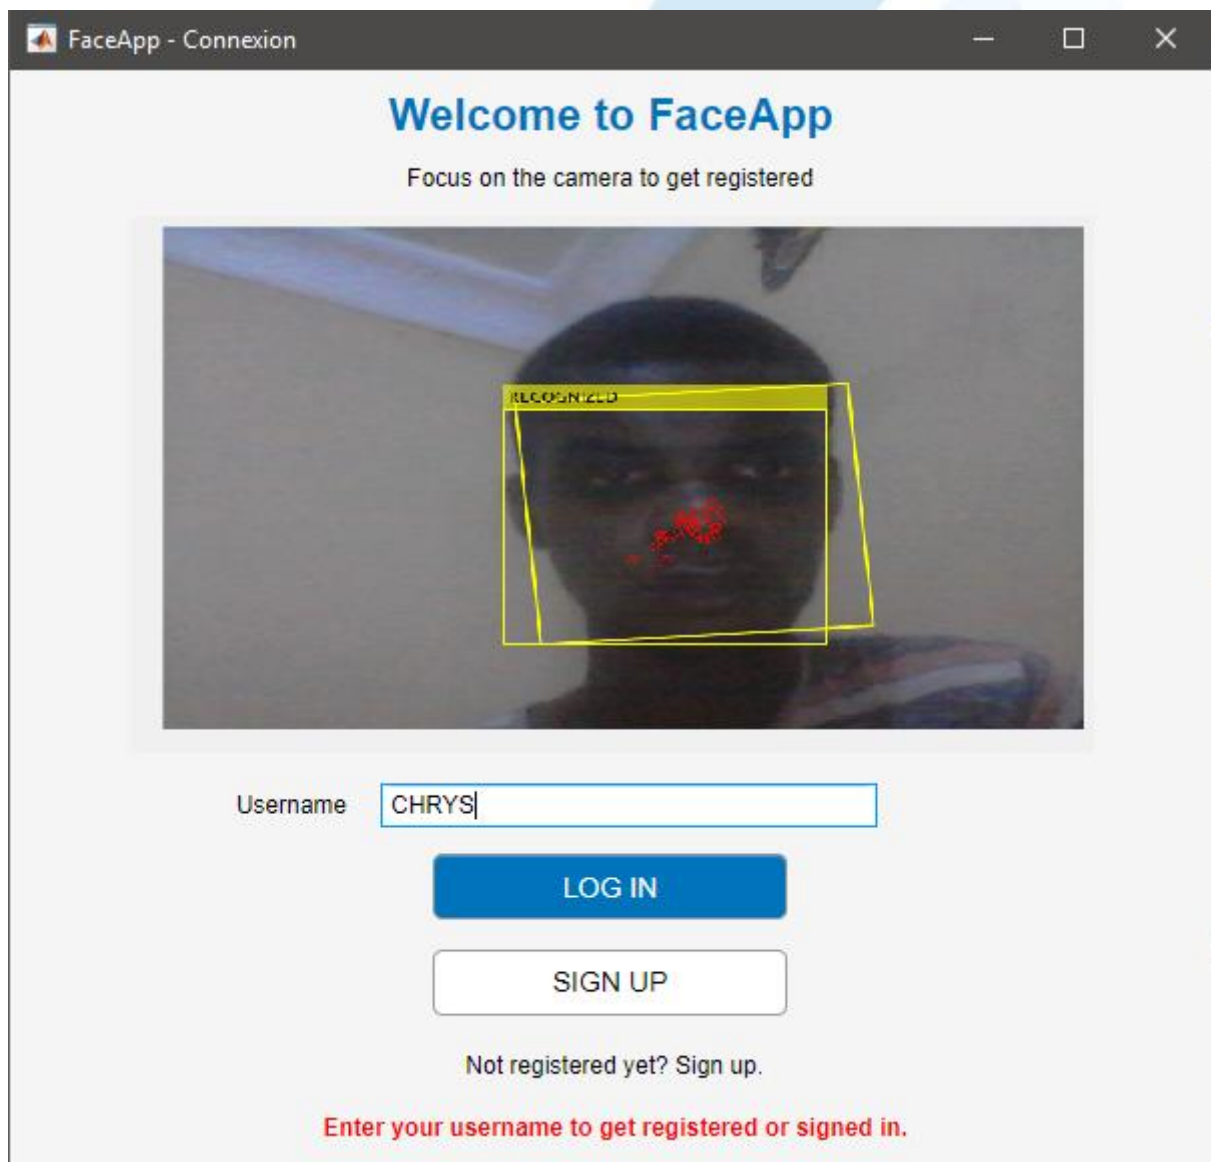 FaceApp - Connexion
Welcome to FaceApp
Focus on the camera to get registered
RECOGNIZED
Username CHRYS
LOG IN
SIGN UP
Not registered yet? Sign up.
Enter your username to get registered or signed in.